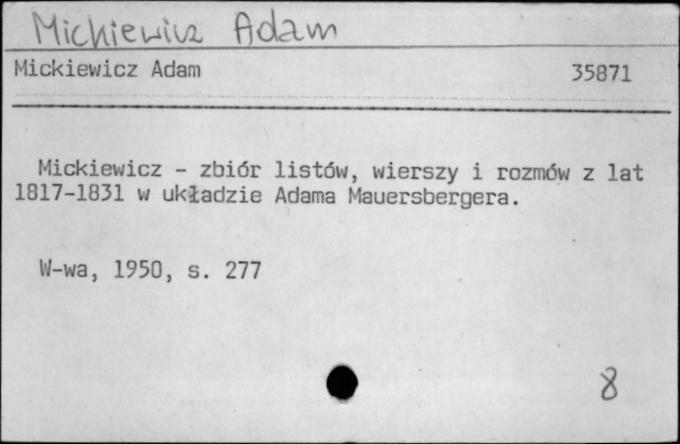 Mickiewicz Adam
Mickiewicz Adam 35871
Mickiewicz - zbiór listów, wierszy i rozmów z lat
1817-1831 w układzie Adama Mauersbergera.
W-wa, 1950, s. 277
8